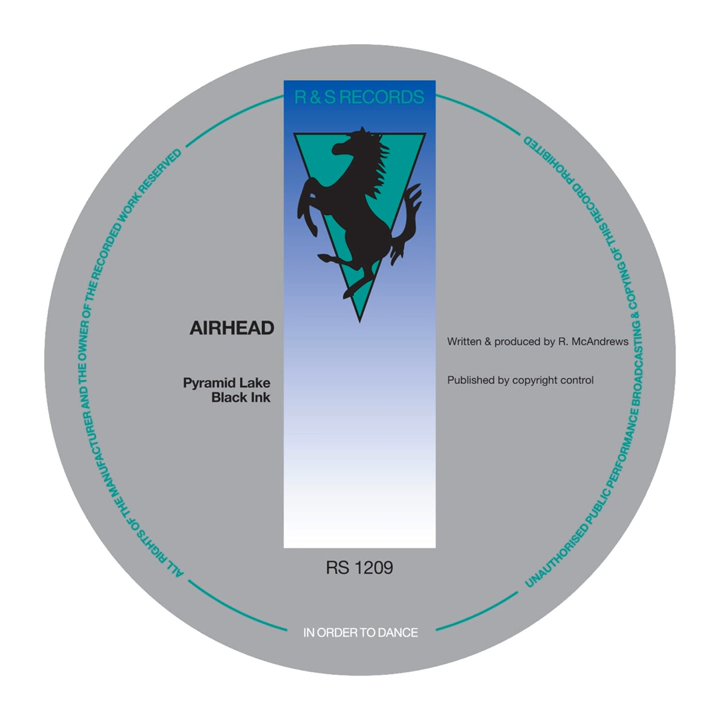 R & S RECORDS
ALL RIGHTS OF THE MANUFACTURER AND THE OWNER OF THE RECORDED WORK RESERVED
UNAUTHORISED PUBLIC PERFORMANCE BROADCASTING & COPYING OF THIS RECORD PROHIBITED
AIRHEAD
Pyramid Lake
Black Ink
Written & produced by R. McAndrews
Published by copyright control
RS 1209
IN ORDER TO DANCE